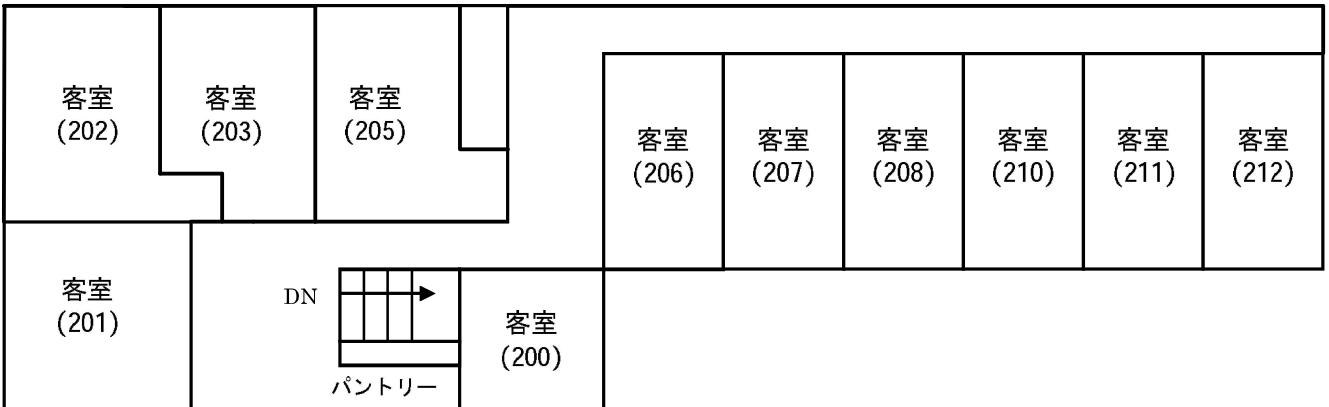 客室
(202)
客室
(203)
客室
(205)
客室
(206)
客室
(207)
客室
(208)
客室
(210)
客室
(211)
客室
(212)
客室
(201)
DN
客室
(200)
パントリー